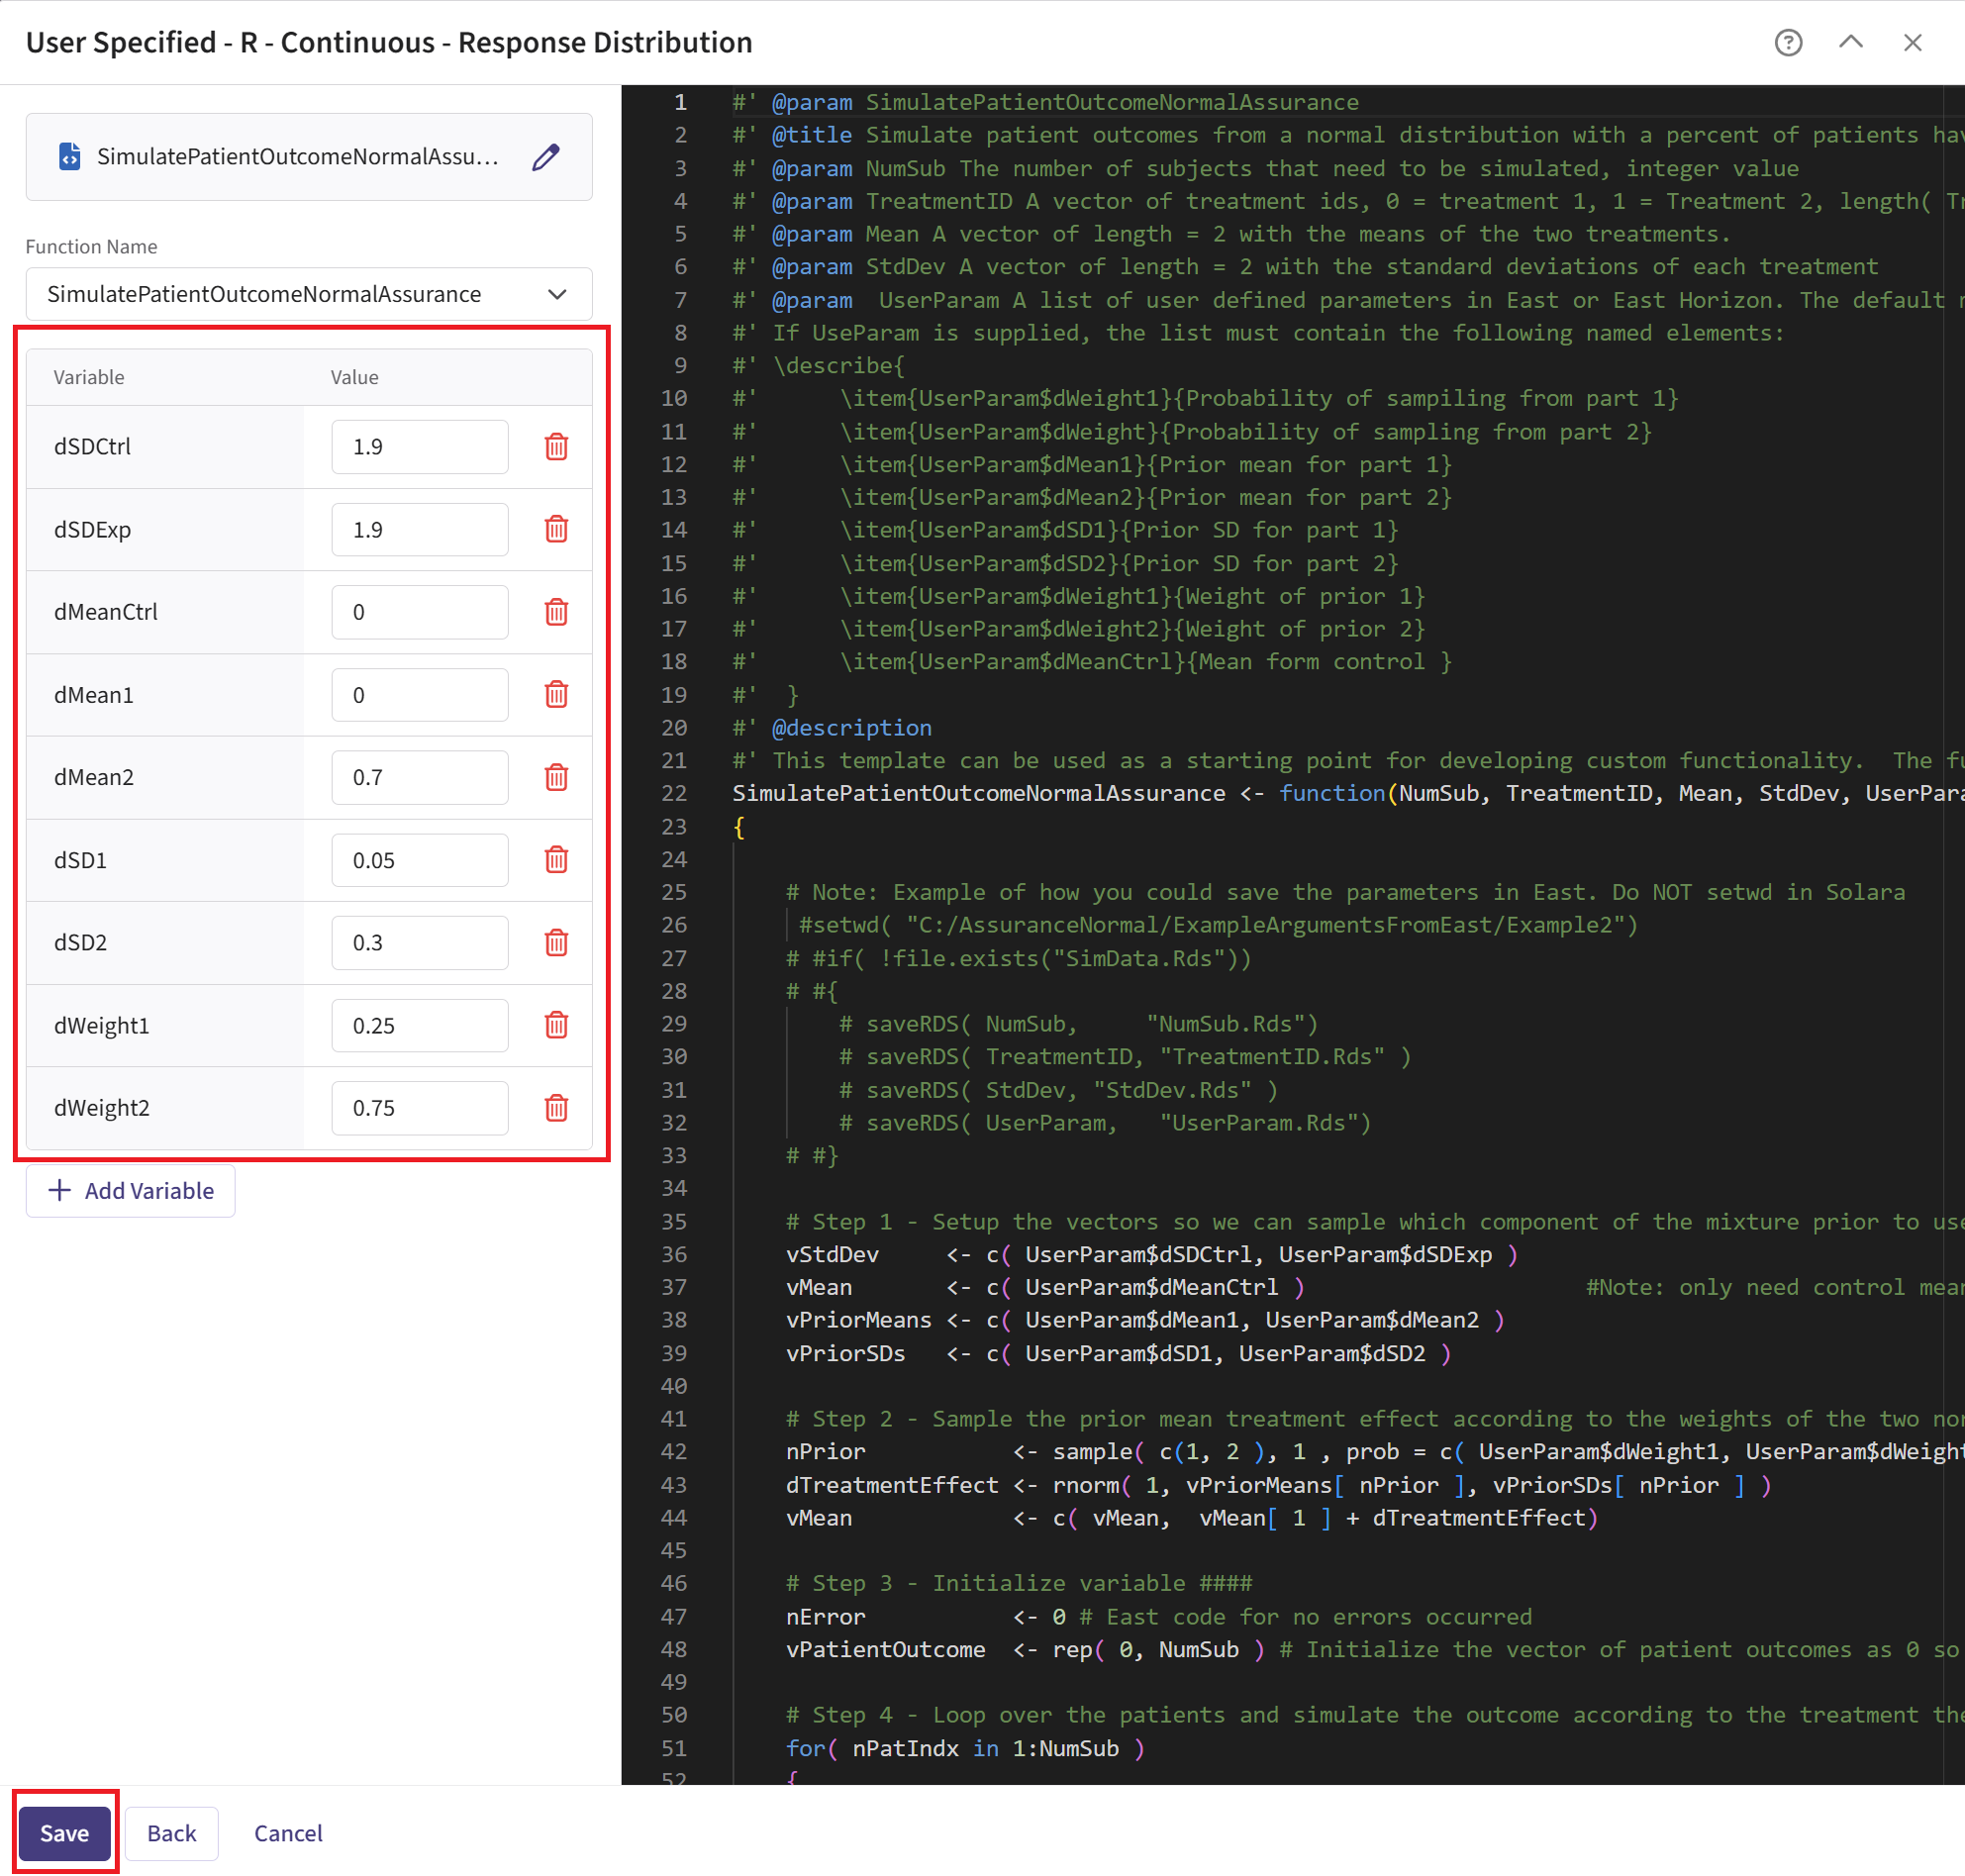 User Specified - R - Continuous - Response Distribution
SimulatePatientOutcomeNormalAssu...
Function Name
SimulatePatientOutcomeNormalAssurance
Variable Value
dSDCtrl 1.9
dSDExp 1.9
dMeanCtrl 0
dMean1 0
dMean2 0.7
dSD1 0.05
dSD2 0.3
dWeight1 0.25
dWeight2 0.75
+ Add Variable
Save Back Cancel
1 #' @param SimulatePatientOutcomeNormalAssurance
2 #' @title Simulate patient outcomes from a normal distribution with a percent of patients hav
3 #' @param NumSub The number of subjects that need to be simulated, integer value
4 #' @param TreatmentID A vector of treatment ids, 0 = treatment 1, 1 = Treatment 2, length( Tr
5 #' @param Mean A vector of length = 2 with the means of the two treatments.
6 #' @param StdDev A vector of length = 2 with the standard deviations of each treatment
7 #' @param  UserParam A list of user defined parameters in East or East Horizon. The default
8 #' If UseParam is supplied, the list must contain the following named elements:
9 #' \describe{
10 #'      \item{UserParam$dWeight1}{Probability of sampiling from part 1}
11 #'      \item{UserParam$dWeight}{Probability of sampling from part 2}
12 #'      \item{UserParam$dMean1}{Prior mean for part 1}
13 #'      \item{UserParam$dMean2}{Prior mean for part 2}
14 #'      \item{UserParam$dSD1}{Prior SD for part 1}
15 #'      \item{UserParam$dSD2}{Prior SD for part 2}
16 #'      \item{UserParam$dWeight1}{Weight of prior 1}
17 #'      \item{UserParam$dWeight2}{Weight of prior 2}
18 #'      \item{UserParam$dMeanCtrl}{Mean form control }
19 #'  }
20 #' @description
21 #' This template can be used as a starting point for developing custom functionality.  The fu
22 SimulatePatientOutcomeNormalAssurance <- function(NumSub, TreatmentID, Mean, StdDev, UserPara
23 {
24
25     # Note: Example of how you could save the parameters in East. Do NOT setwd in Solara
26      #setwd( "C:/AssuranceNormal/ExampleArgumentsFromEast/Example2")
27     # #if( !file.exists("SimData.Rds"))
28     # #{
29         # saveRDS( NumSub,     "NumSub.Rds")
30         # saveRDS( TreatmentID, "TreatmentID.Rds" )
31         # saveRDS( StdDev, "StdDev.Rds" )
32         # saveRDS( UserParam,   "UserParam.Rds")
33     # #}
34
35     # Step 1 - Setup the vectors so we can sample which component of the mixture prior to use
36     vStdDev     <- c( UserParam$dSDCtrl, UserParam$dSDExp )
37     vMean       <- c( UserParam$dMeanCtrl )                     #Note: only need control mean
38     vPriorMeans <- c( UserParam$dMean1, UserParam$dMean2 )
39     vPriorSDs   <- c( UserParam$dSD1, UserParam$dSD2 )
40
41     # Step 2 - Sample the prior mean treatment effect according to the weights of the two nor
42     nPrior           <- sample( c(1, 2 ), 1 , prob = c( UserParam$dWeight1, UserParam$dWeight
43     dTreatmentEffect <- rnorm( 1, vPriorMeans[ nPrior ], vPriorSDs[ nPrior ] )
44     vMean            <- c( vMean,  vMean[ 1 ] + dTreatmentEffect)
45
46     # Step 3 - Initialize variable ####
47     nError           <- 0 # East code for no errors occurred
48     vPatientOutcome  <- rep( 0, NumSub ) # Initialize the vector of patient outcomes as 0 so
49
50     # Step 4 - Loop over the patients and simulate the outcome according to the treatment the
51     for( nPatIndx in 1:NumSub )
52     {